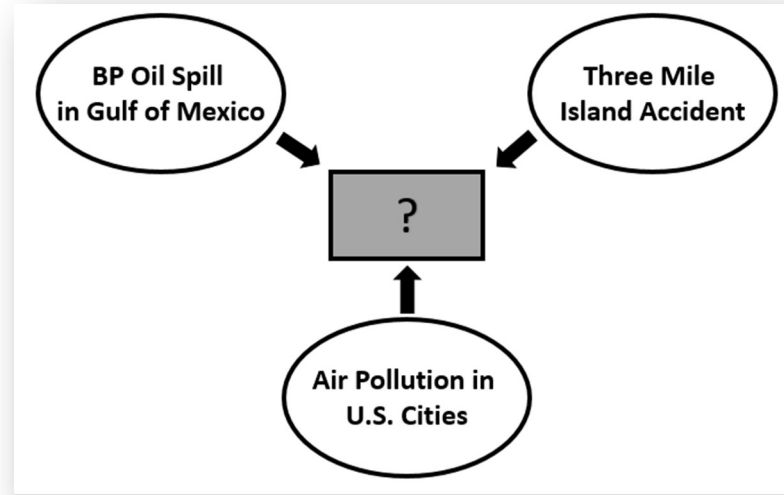 BP Oil Spill
in Gulf of Mexico
Three Mile
Island Accident
?
Air Pollution in
U.S. Cities